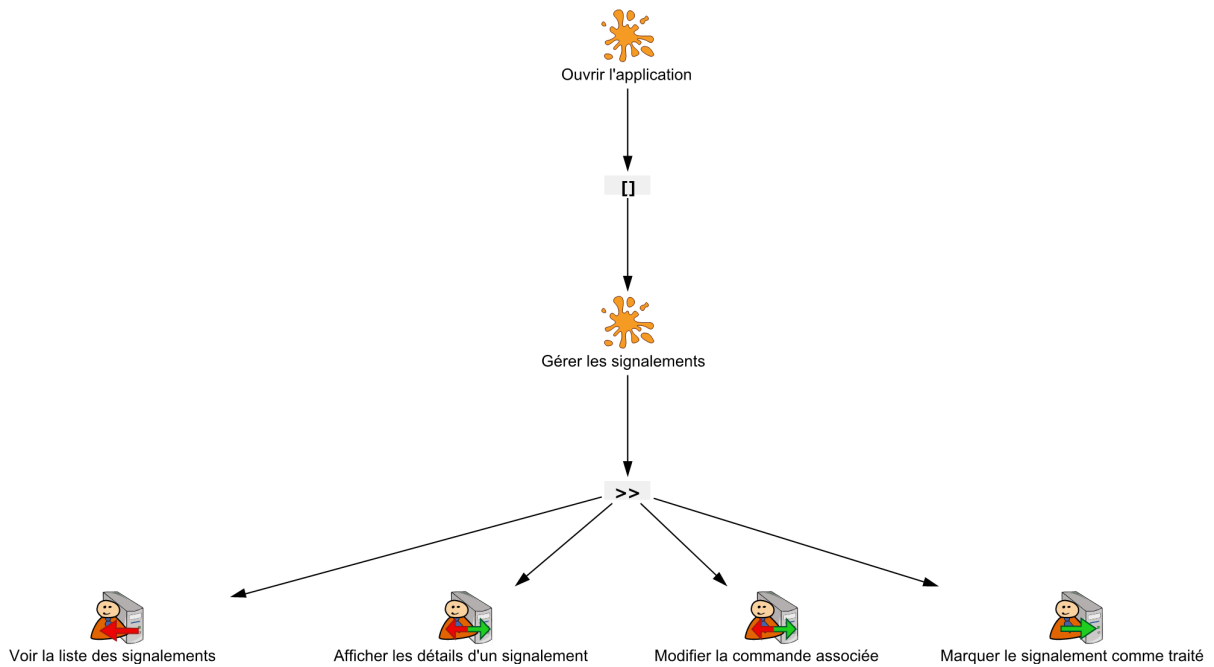 Ouvrir l'application
[]
Gérer les signalements
>>
Voir la liste des signalements
Afficher les détails d'un signalement
Modifier la commande associée
Marquer le signalement comme traité